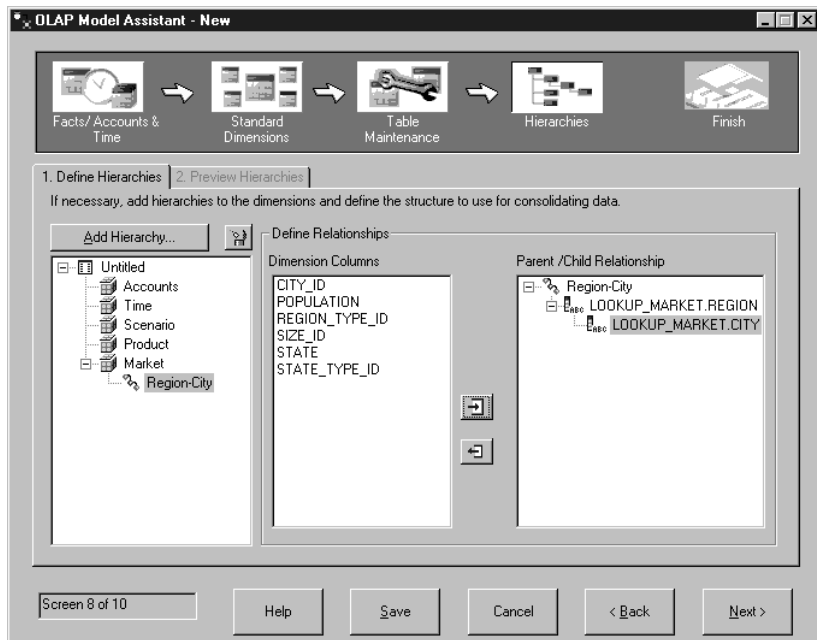 OLAP Model Assistant - New
Facts/ Accounts & Time
Standard Dimensions
Table Maintenance
Hierarchies
Finish
1. Define Hierarchies
2. Preview Hierarchies
If necessary, add hierarchies to the dimensions and define the structure to use for consolidating data.
Add Hierarchy...
Untitled
Accounts
Time
Scenario
Product
Market
Region-City
Define Relationships
Dimension Columns
CITY_ID
POPULATION
REGION_TYPE_ID
SIZE_ID
STATE
STATE_TYPE_ID
Parent /Child Relationship
Region-City
ABC LOOKUP_MARKET.REGION
ABC LOOKUP_MARKET.CITY
Screen 8 of 10
Help
Save
Cancel
< Back
Next >